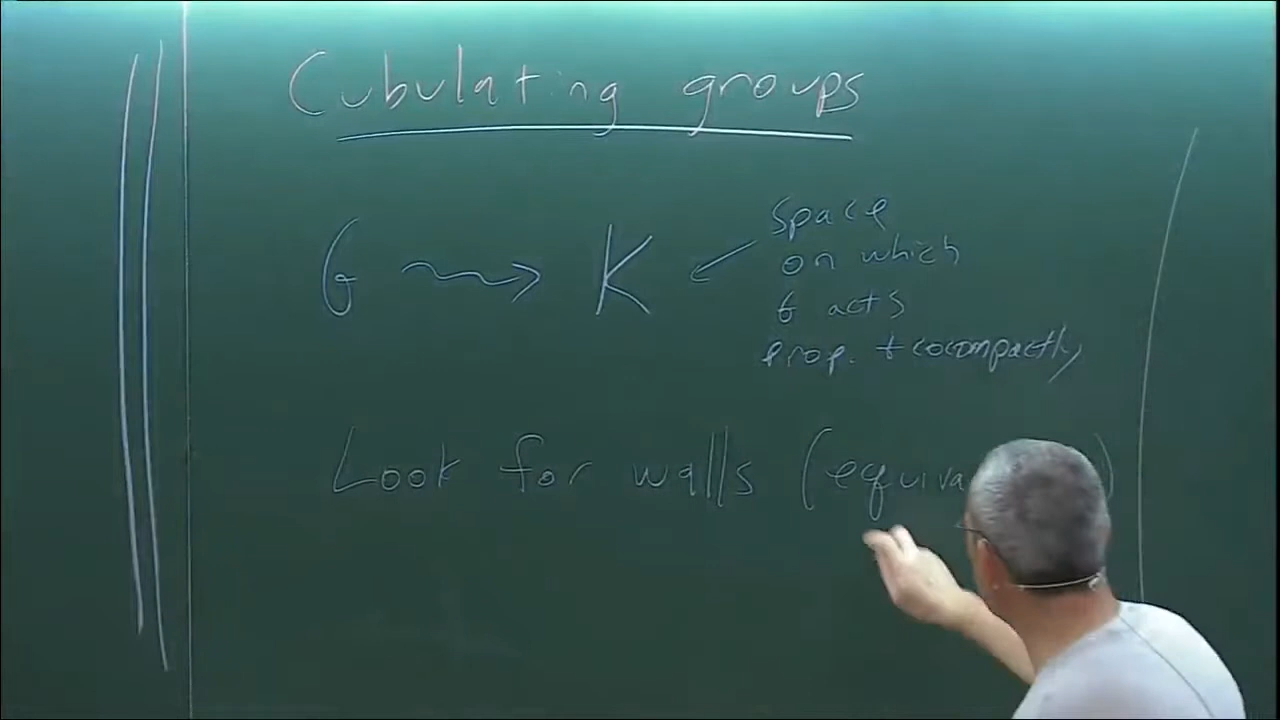 Cubulating groups
G → K ← space
on which
G acts
prop. + cocompactly
Look for walls (equiva )